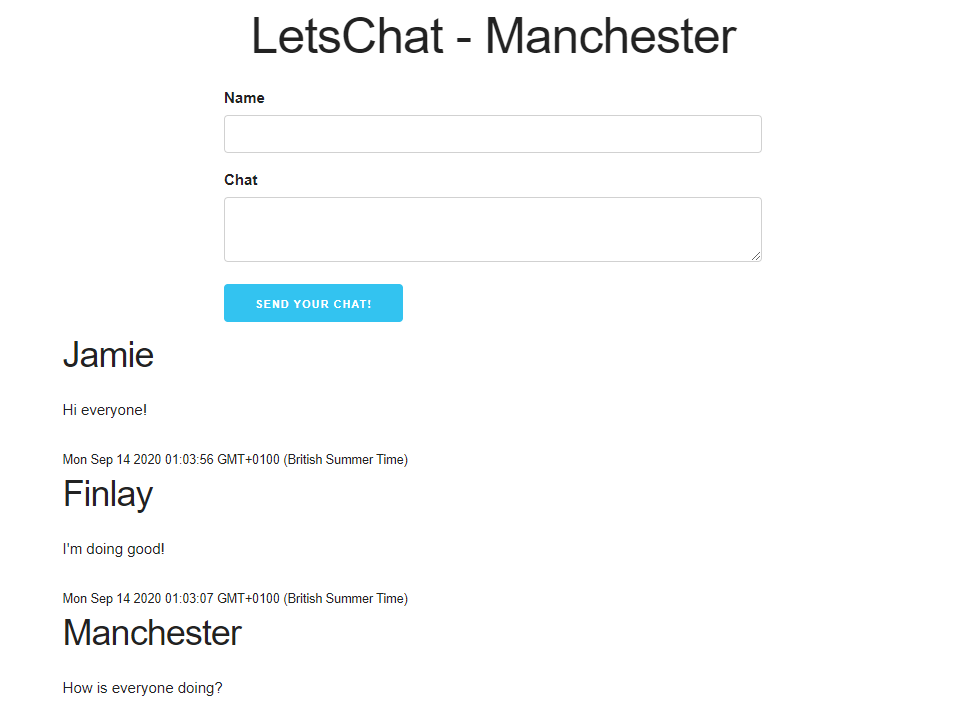 LetsChat - Manchester
Name
Chat
SEND YOUR CHAT!
Jamie
Hi everyone!
Mon Sep 14 2020 01:03:56 GMT+0100 (British Summer Time)
Finlay
I'm doing good!
Mon Sep 14 2020 01:03:07 GMT+0100 (British Summer Time)
Manchester
How is everyone doing?